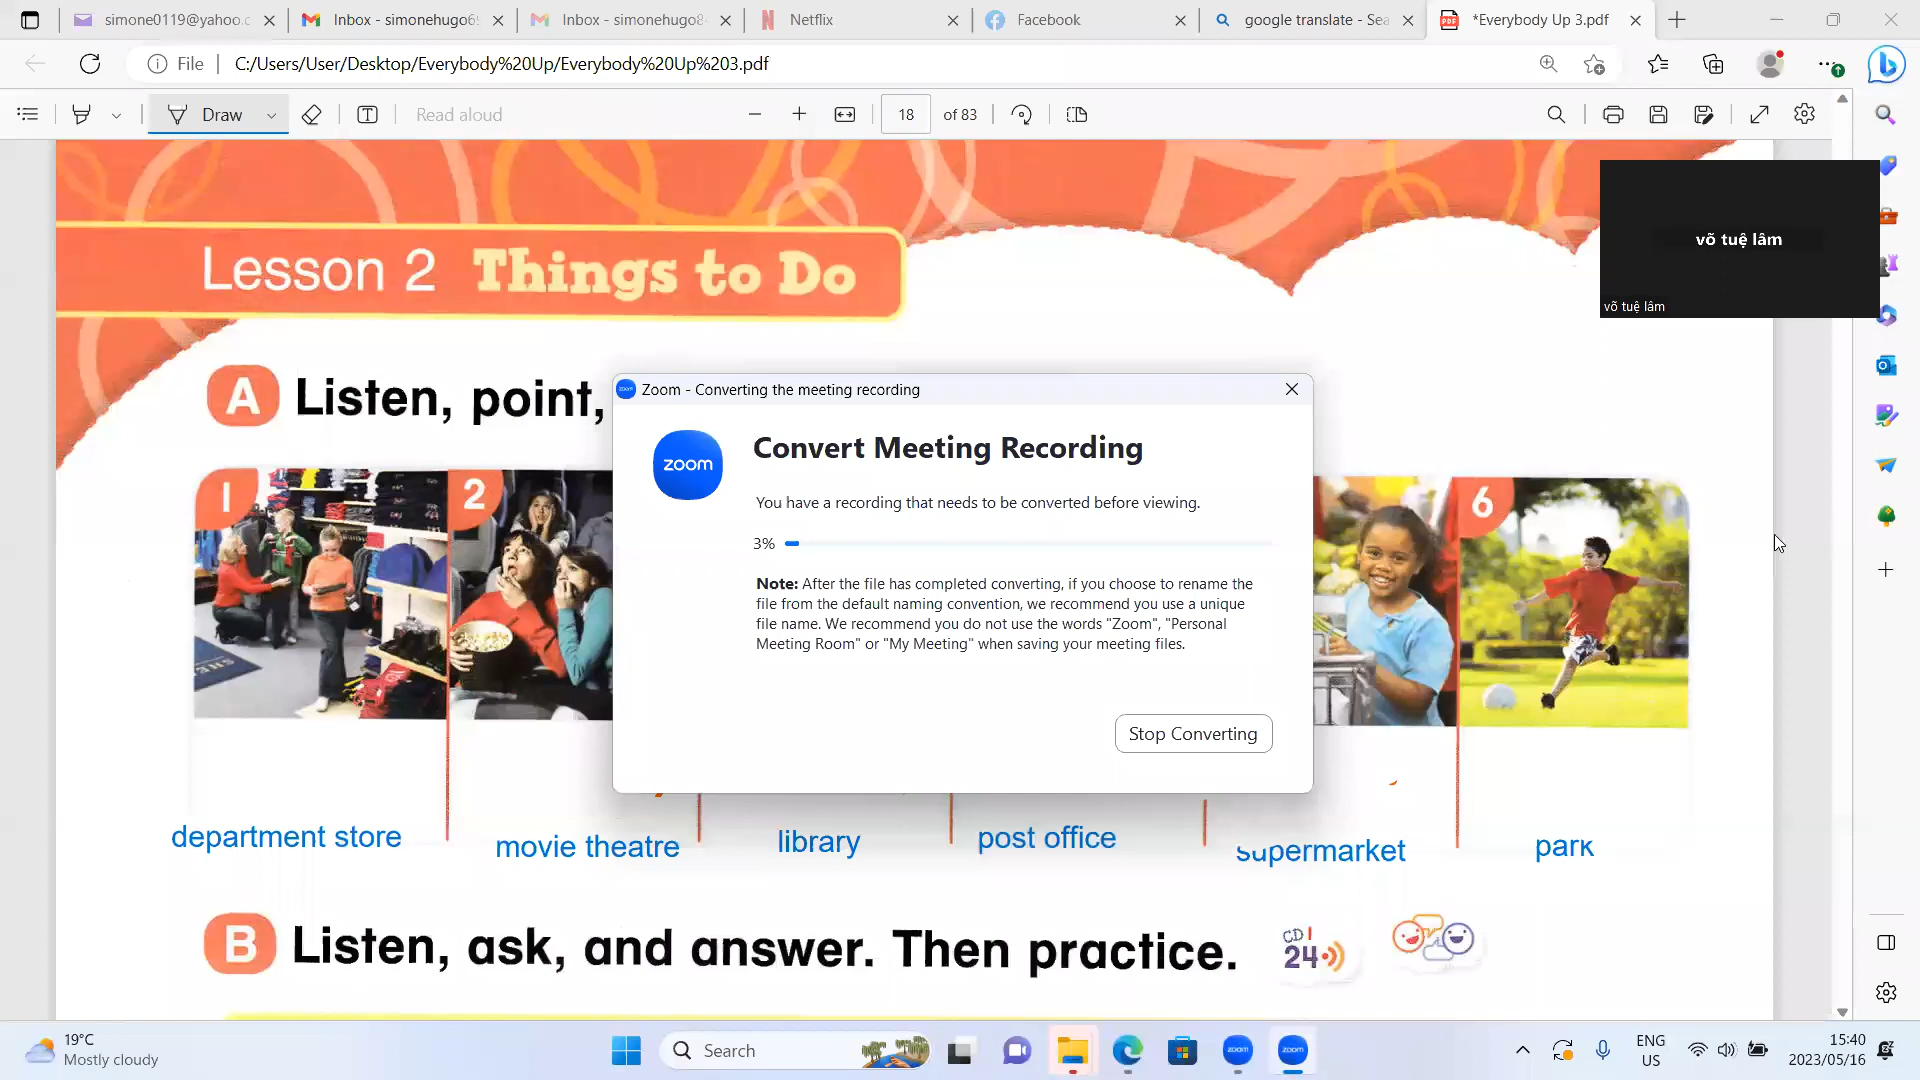 simone0119@yahoo.c
Inbox - simonehugo6
Inbox - simonehugo8
Netflix
Facebook
google translate - Sea
*Everybody Up 3.pdf
File
C:/Users/User/Desktop/Everybody%20Up/Everybody%20Up%203.pdf
Draw
Read aloud
18
of 83
Lesson 2 Things to Do
võ tuệ lâm
võ tuệ lâm
A Listen, point,
Zoom - Converting the meeting recording
zoom
Convert Meeting Recording
You have a recording that needs to be converted before viewing.
3%
Note: After the file has completed converting, if you choose to rename the
file from the default naming convention, we recommend you use a unique
file name. We recommend you do not use the words "Zoom", "Personal
Meeting Room" or "My Meeting" when saving your meeting files.
Stop Converting
1
2
6
department store
movie theatre
library
post office
supermarket
park
B Listen, ask, and answer. Then practice.
CD 1
24
19°C
Mostly cloudy
Search
zoom
zoom
ENG
US
15:40
2023/05/16